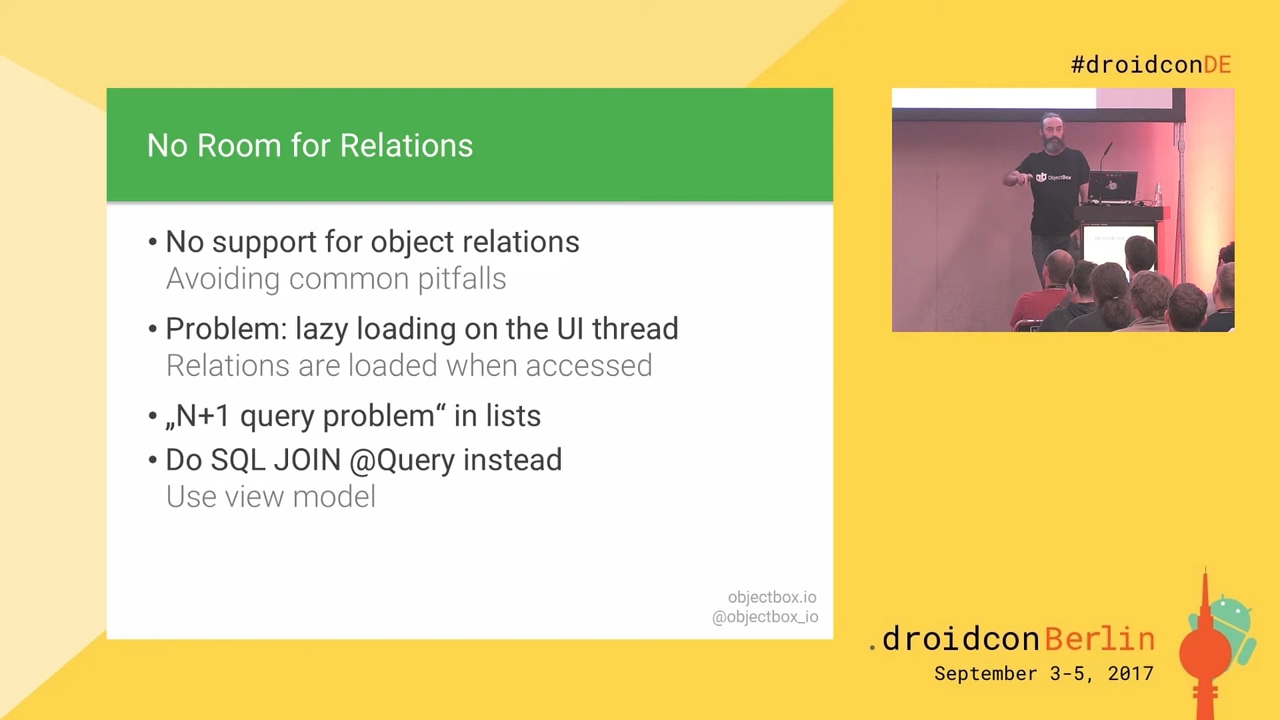 #droidconDE
No Room for Relations
• No support for object relations
Avoiding common pitfalls
• Problem: lazy loading on the UI thread
Relations are loaded when accessed
• „N+1 query problem“ in lists
• Do SQL JOIN @Query instead
Use view model
objectbox.io
@objectbox_io
ObjectBox
.droidconBerlin
September 3-5, 2017